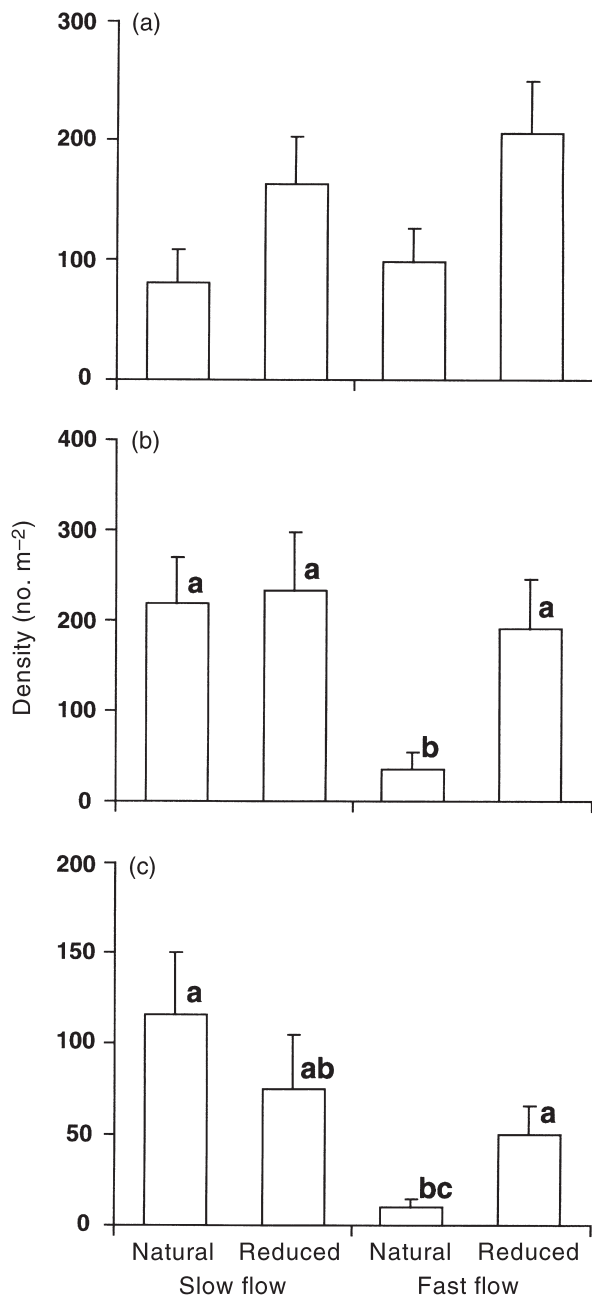 300
(a)
200
100
0
400
(b)
300
a
a
200
a
100
b
0
Density (no. m⁻²)
200
(c)
150
a
100
ab
50
a
bc
0
Natural Reduced Natural Reduced
Slow flow Fast flow